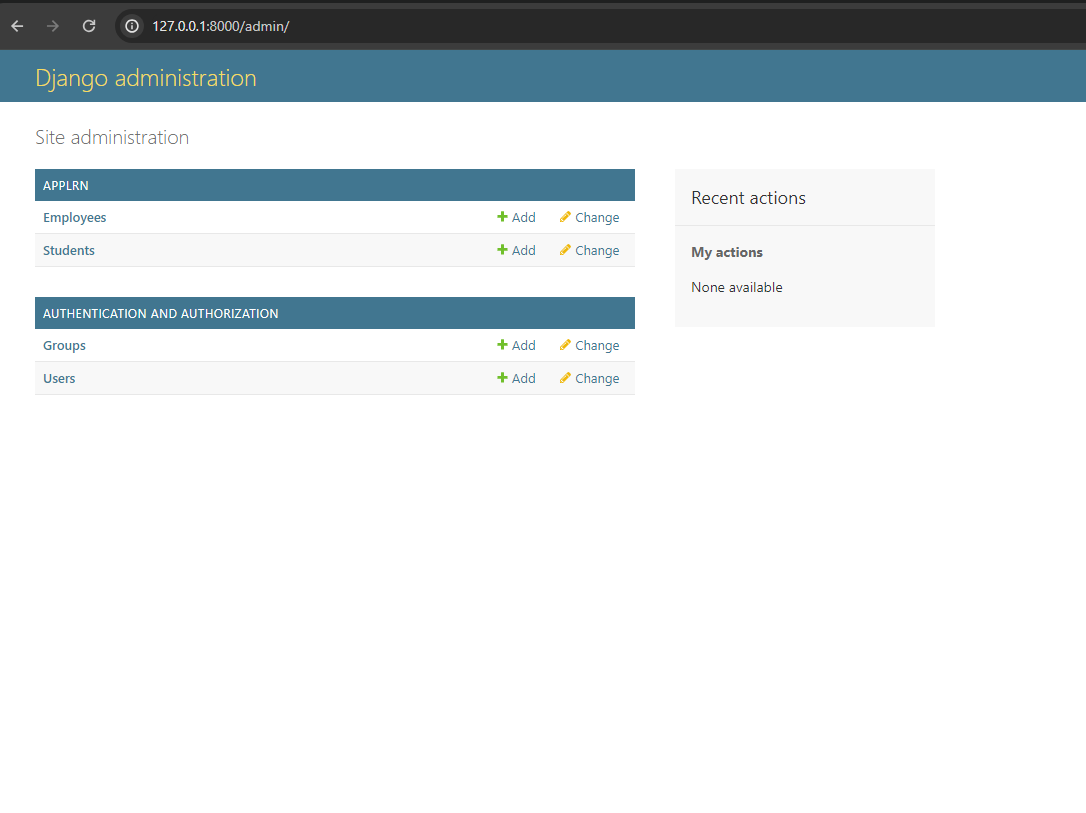 127.0.0.1:8000/admin/
Django administration
Site administration
APPLRN
Employees Add Change
Students Add Change
AUTHENTICATION AND AUTHORIZATION
Groups Add Change
Users Add Change
Recent actions
My actions
None available